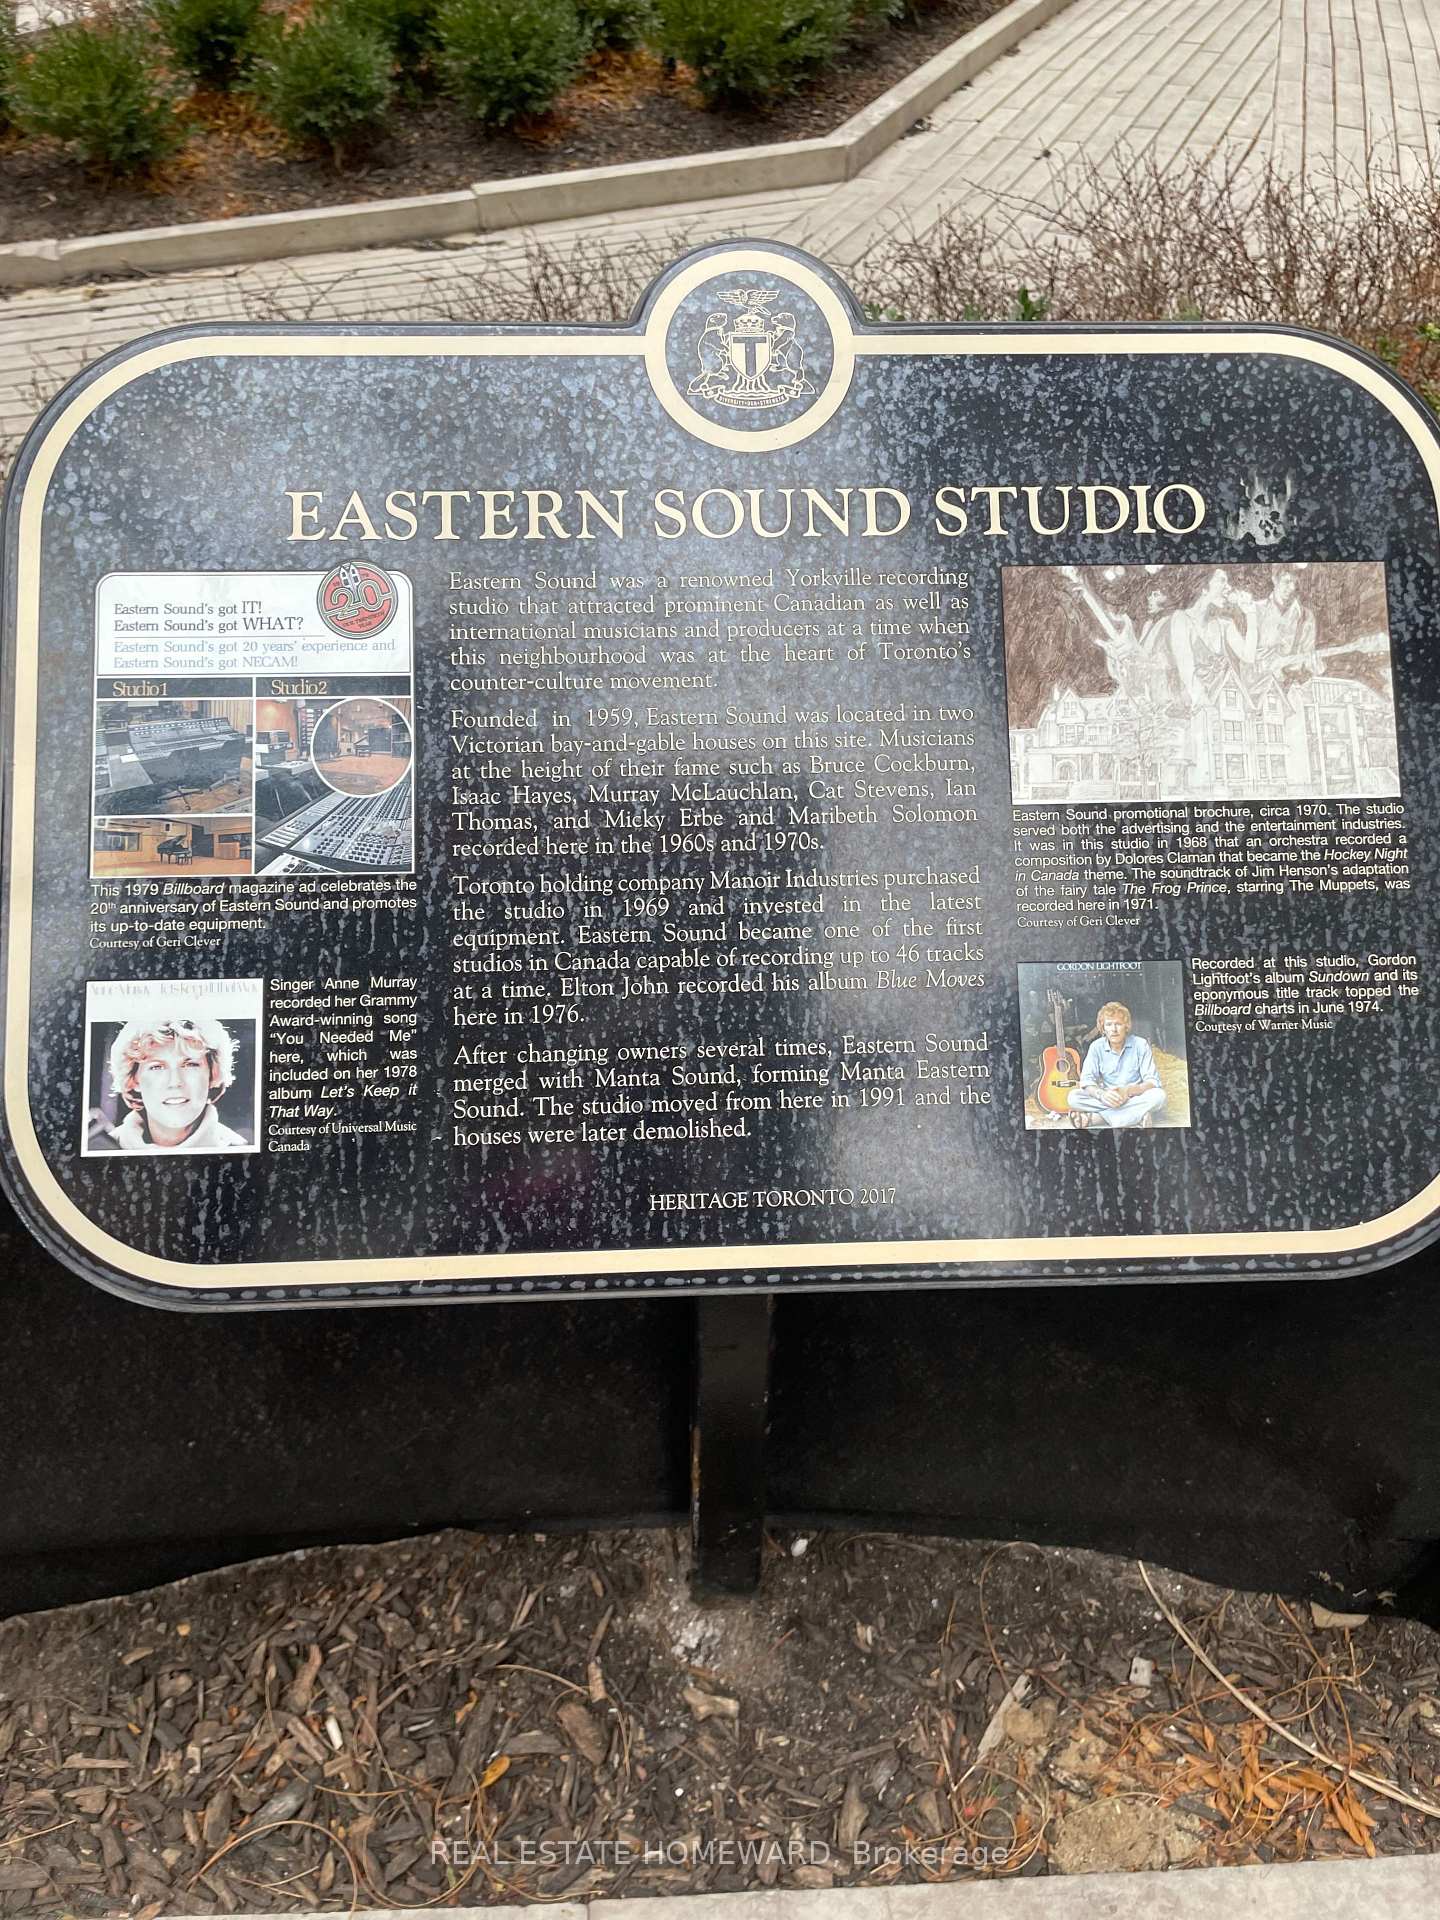 DIVERSITY·OUR·STRENGTH
EASTERN SOUND STUDIO
Eastern Sound's got IT!
Eastern Sound's got WHAT?
Eastern Sound's got 20 years' experience and
Eastern Sound's got NECAM!
20
OUR TWENTIETH
YEAR
Studio1
Studio2
This 1979 Billboard magazine ad celebrates the
20th anniversary of Eastern Sound and promotes
its up-to-date equipment.
Courtesy of Geri Clever
Anne Murray Let's Keep It That Way
Singer Anne Murray
recorded her Grammy
Award-winning song
“You Needed Me”
here, which was
included on her 1978
album Let’s Keep it
That Way.
Courtesy of Universal Music
Canada
Eastern Sound was a renowned Yorkville recording
studio that attracted prominent Canadian as well as
international musicians and producers at a time when
this neighbourhood was at the heart of Toronto’s
counter-culture movement.
Founded in 1959, Eastern Sound was located in two
Victorian bay-and-gable houses on this site. Musicians
at the height of their fame such as Bruce Cockburn,
Isaac Hayes, Murray McLauchlan, Cat Stevens, Ian
Thomas, and Micky Erbe and Maribeth Solomon
recorded here in the 1960s and 1970s.
Toronto holding company Manoir Industries purchased
the studio in 1969 and invested in the latest
equipment. Eastern Sound became one of the first
studios in Canada capable of recording up to 46 tracks
at a time. Elton John recorded his album Blue Moves
here in 1976.
After changing owners several times, Eastern Sound
merged with Manta Sound, forming Manta Eastern
Sound. The studio moved from here in 1991 and the
houses were later demolished.
Eastern Sound promotional brochure, circa 1970. The studio
served both the advertising and the entertainment industries.
It was in this studio in 1968 that an orchestra recorded a
composition by Dolores Claman that became the Hockey Night
in Canada theme. The soundtrack of Jim Henson’s adaptation
of the fairy tale The Frog Prince, starring The Muppets, was
recorded here in 1971.
Courtesy of Geri Clever
GORDON LIGHTFOOT
Recorded at this studio, Gordon
Lightfoot’s album Sundown and its
eponymous title track topped the
Billboard charts in June 1974.
Courtesy of Warner Music
HERITAGE TORONTO 2017
REAL ESTATE HOMEWARD, Brokerage